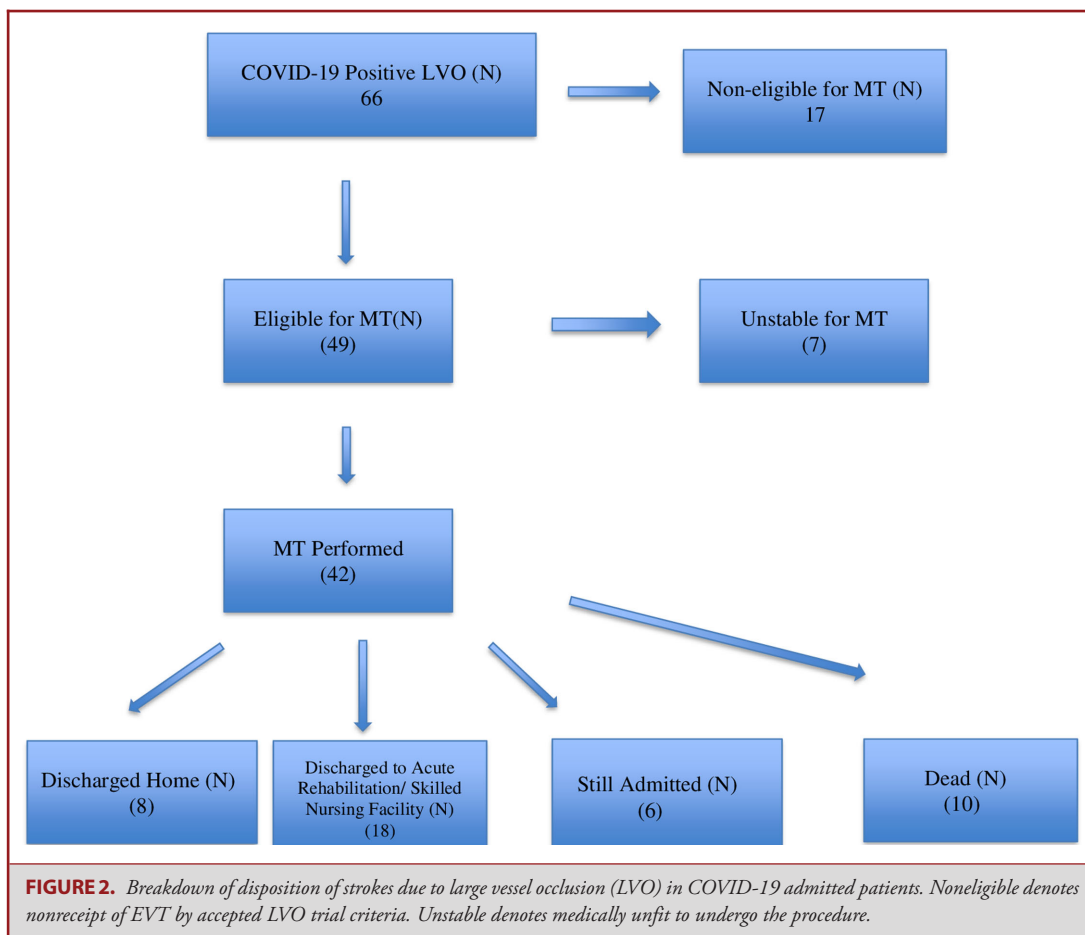 COVID-19 Positive LVO (N)
66
Non-eligible for MT (N)
17
Eligible for MT(N)
(49)
Unstable for MT
(7)
MT Performed
(42)
Discharged Home (N)
(8)
Discharged to Acute
Rehabilitation/ Skilled
Nursing Facility (N)
(18)
Still Admitted (N)
(6)
Dead (N)
(10)
FIGURE 2. Breakdown of disposition of strokes due to large vessel occlusion (LVO) in COVID-19 admitted patients. Noneligible denotes
nonreceipt of EVT by accepted LVO trial criteria. Unstable denotes medically unfit to undergo the procedure.